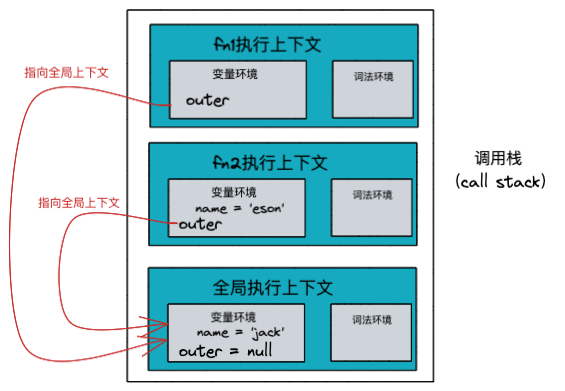 fn1执行上下文
指向全局上下文
变量环境
词法环境
outer
fn2执行上下文
调用栈
(call stack)
变量环境
词法环境
指向全局上下文
name = 'eson'
outer
全局执行上下文
变量环境
词法环境
name = 'jack'
outer = null